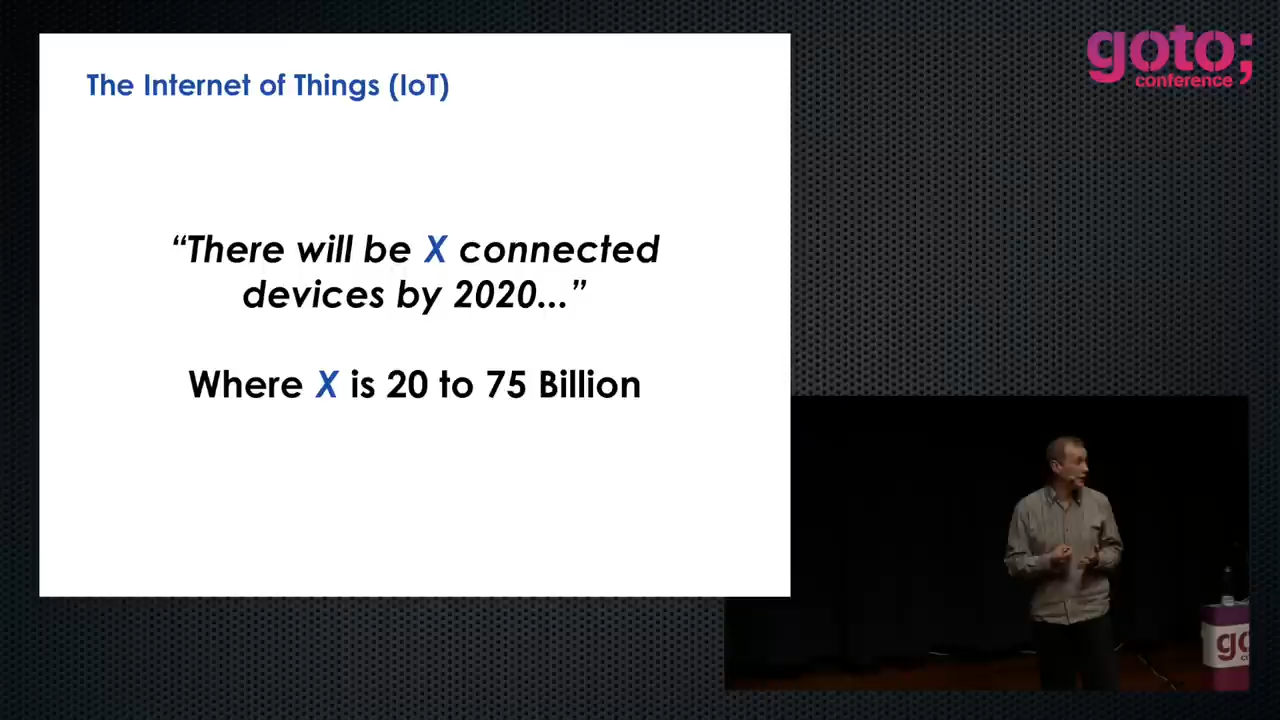 The Internet of Things (IoT)
“There will be X connected
devices by 2020...”
Where X is 20 to 75 Billion
goto;
conference
go